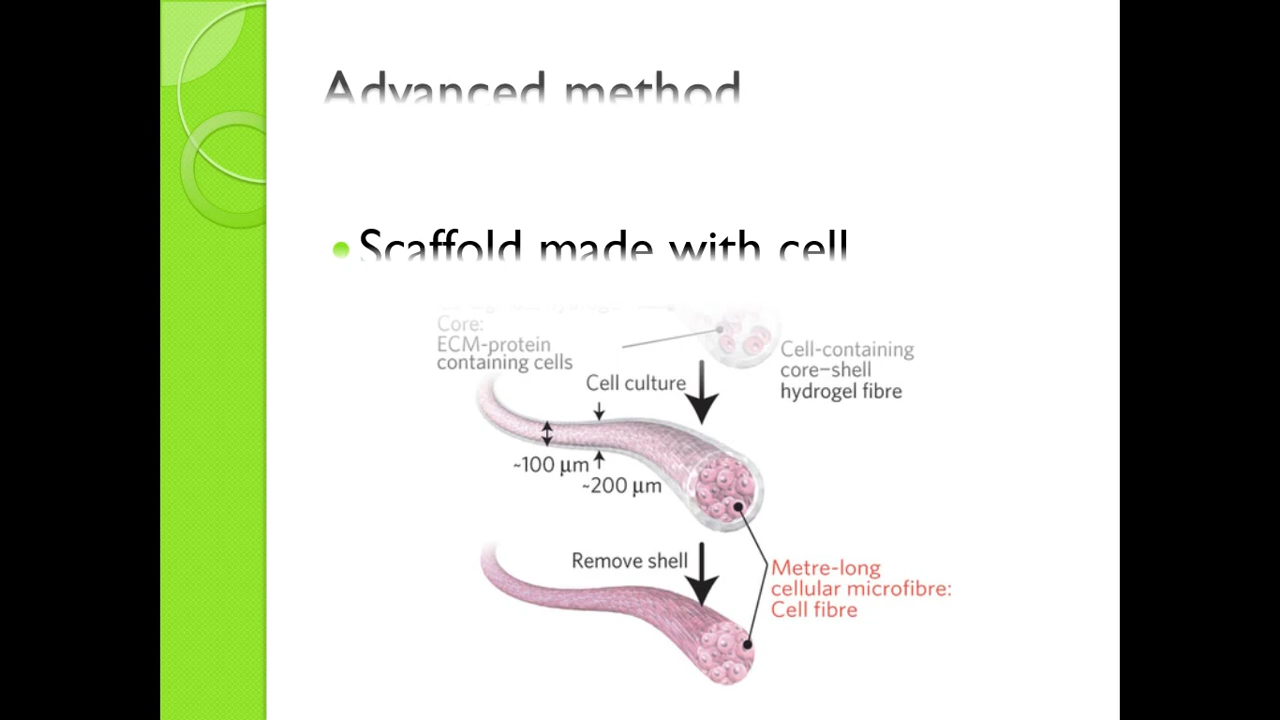 Advanced method
Scaffold made with cell
Core:
ECM-protein
containing cells
Cell-containing
core–shell
hydrogel fibre
Cell culture
~100 μm
~200 μm
Remove shell
Metre-long
cellular microfibre:
Cell fibre